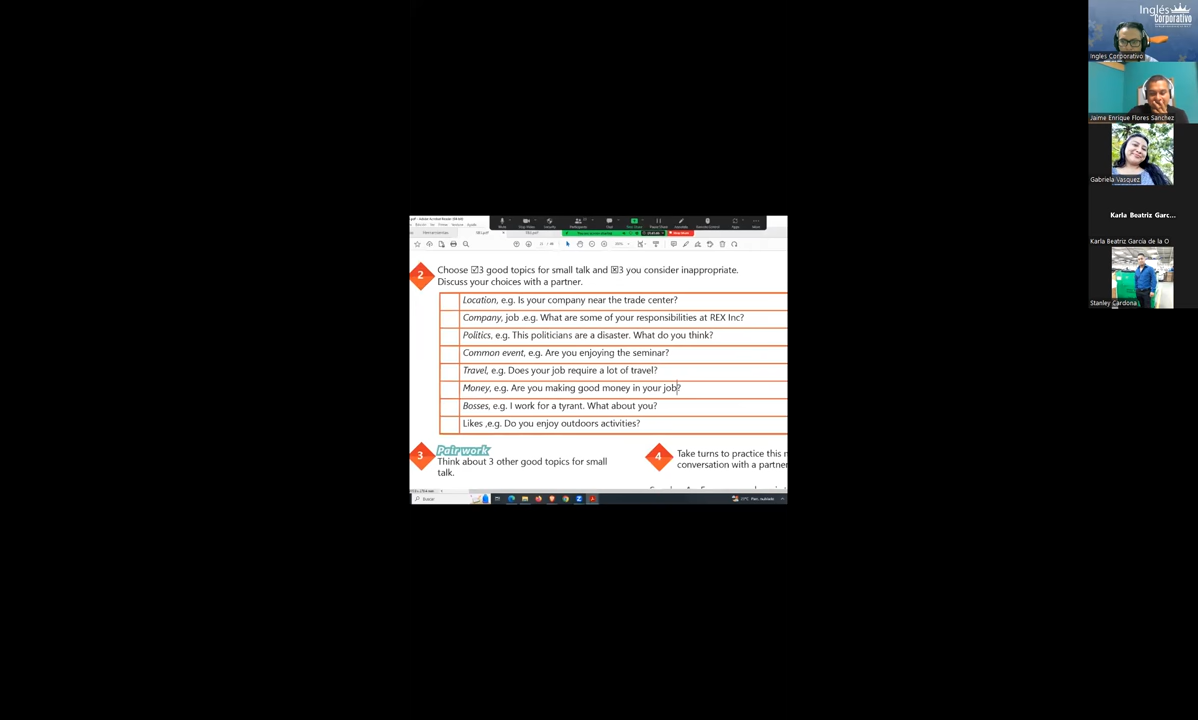 Inglés
Corporativo
Ingles Corporativo
Jaime Enrique Flores Sanchez
Gabriela Vasquez
Karla Beatriz Garc...
Karla Beatriz García de la O
Stanley Cardona
2
Choose ☑3 good topics for small talk and ☒3 you consider inappropriate.
Discuss your choices with a partner.
Location, e.g. Is your company near the trade center?
Company, job .e.g. What are some of your responsibilities at REX Inc?
Politics, e.g. This politicians are a disaster. What do you think?
Common event, e.g. Are you enjoying the seminar?
Travel, e.g. Does your job require a lot of travel?
Money, e.g. Are you making good money in your job?
Bosses, e.g. I work for a tyrant. What about you?
Likes ,e.g. Do you enjoy outdoors activities?
3
Pair work
Think about 3 other good topics for small
talk.
4
Take turns to practice this
conversation with a partner
Buscar